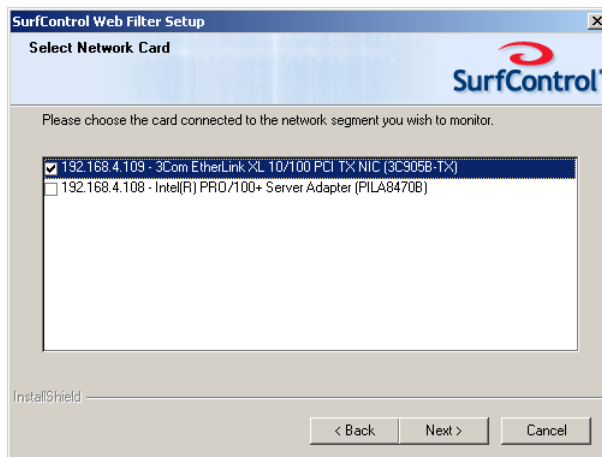 SurfControl Web Filter Setup
Select Network Card
SurfControl
Please choose the card connected to the network segment you wish to monitor.
192.168.4.109 - 3Com EtherLink XL 10/100 PCI TX NIC (3C905B-TX)
192.168.4.108 - Intel(R) PRO/100+ Server Adapter (PILA8470B)
InstallShield
< Back
Next >
Cancel